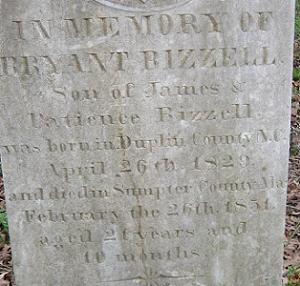 IN MEMORY OF
BRYANT BIZZELL.
Son of James &
Patience Bizzell.
was born in Duplin County N.C.
April 26th. 1829.
and died in Sumpter County Ala
February the 26th. 1851.
aged 21 years and
10 months